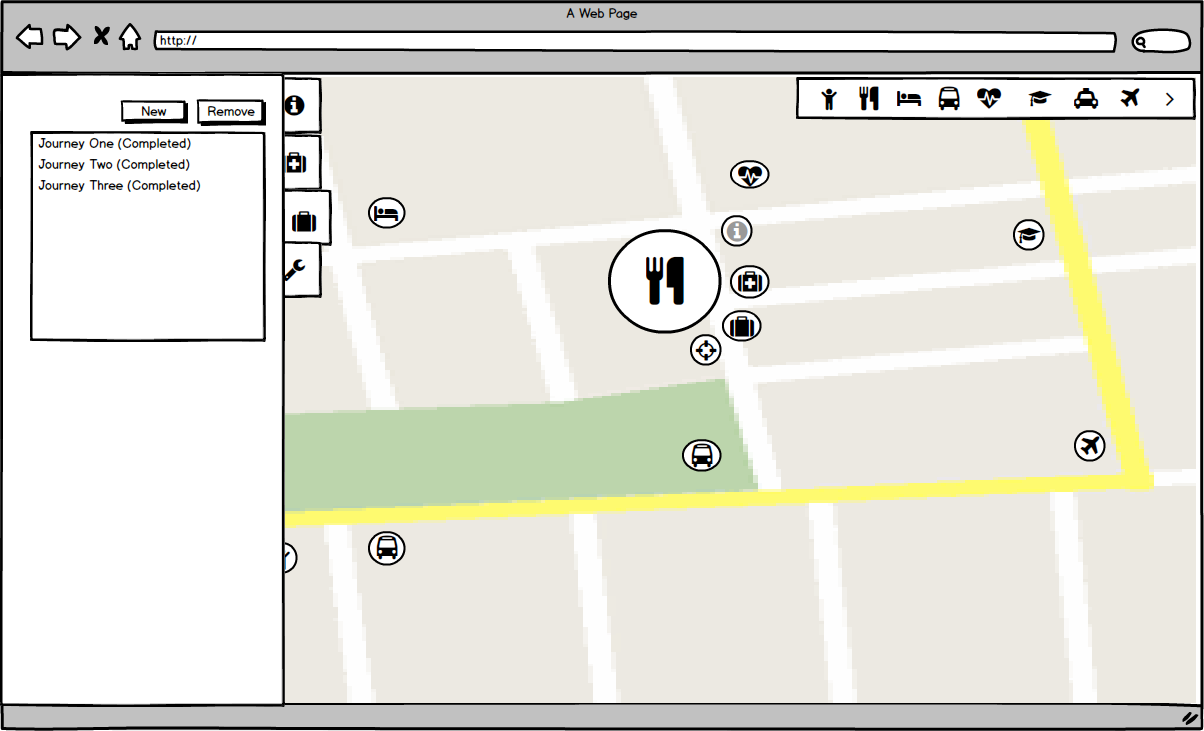 A Web Page
http://
New
Remove
Journey One (Completed)
Journey Two (Completed)
Journey Three (Completed)